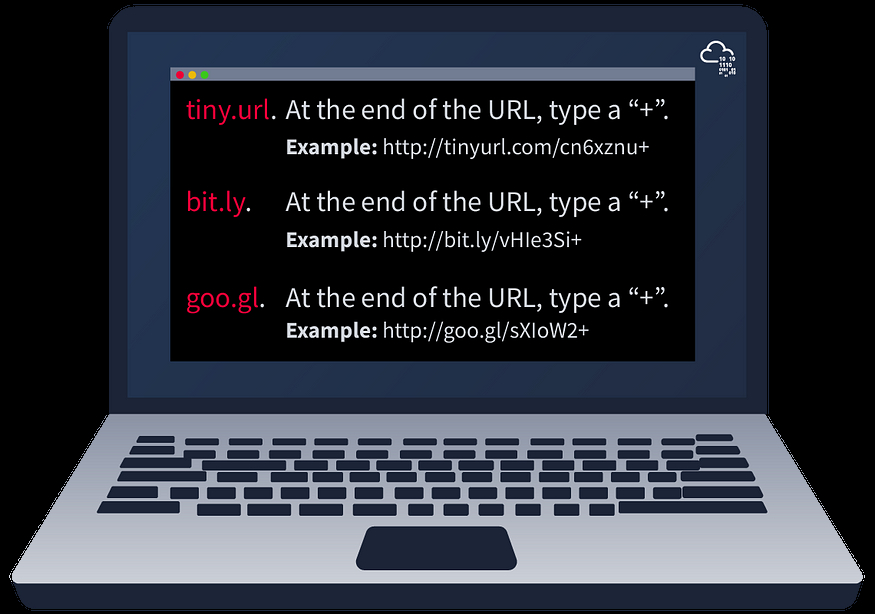 tiny.url. At the end of the URL, type a “+”.
Example: http://tinyurl.com/cn6xznu+
bit.ly. At the end of the URL, type a “+”.
Example: http://bit.ly/vHIe3Si+
goo.gl. At the end of the URL, type a “+”.
Example: http://goo.gl/sXIoW2+